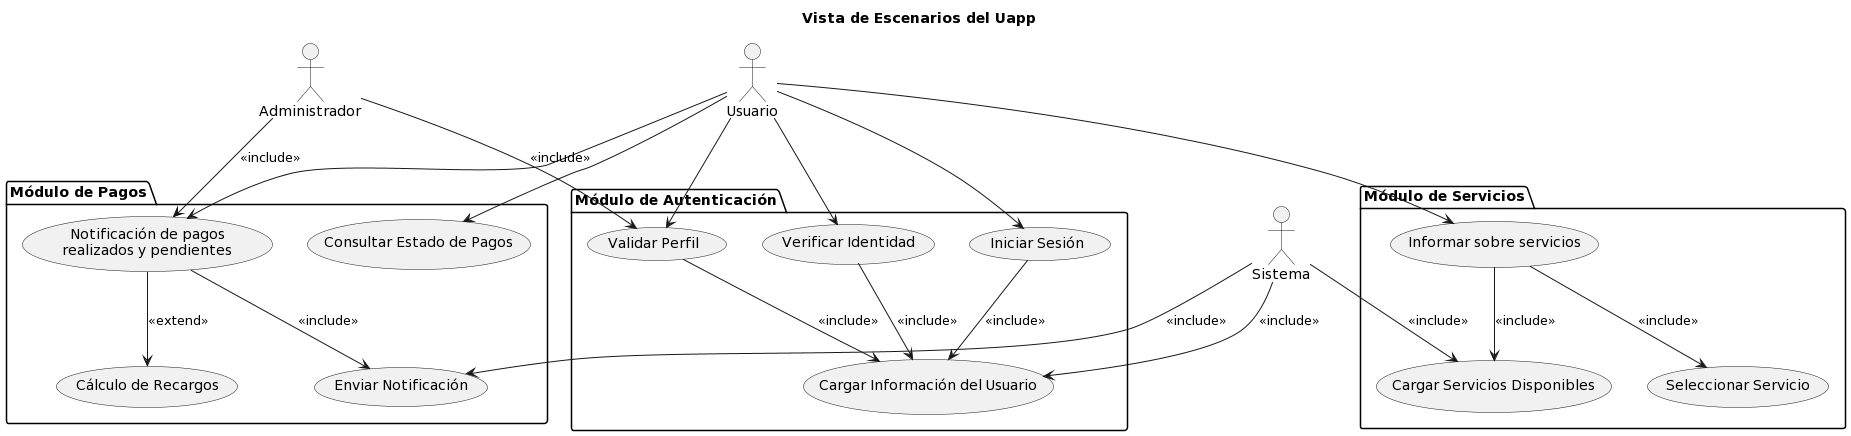 Vista de Escenarios del Uapp
Administrador
Usuario
«include»
«include»
Módulo de Pagos
Módulo de Autenticación
Módulo de Servicios
Notificación de pagos
realizados y pendientes
Consultar Estado de Pagos
Validar Perfil
Verificar Identidad
Iniciar Sesión
Sistema
Informar sobre servicios
«extend»
«include»
«include»
«include»
«include»
«include»
«include»
«include»
«include»
«include»
Cálculo de Recargos
Enviar Notificación
Cargar Información del Usuario
Cargar Servicios Disponibles
Seleccionar Servicio